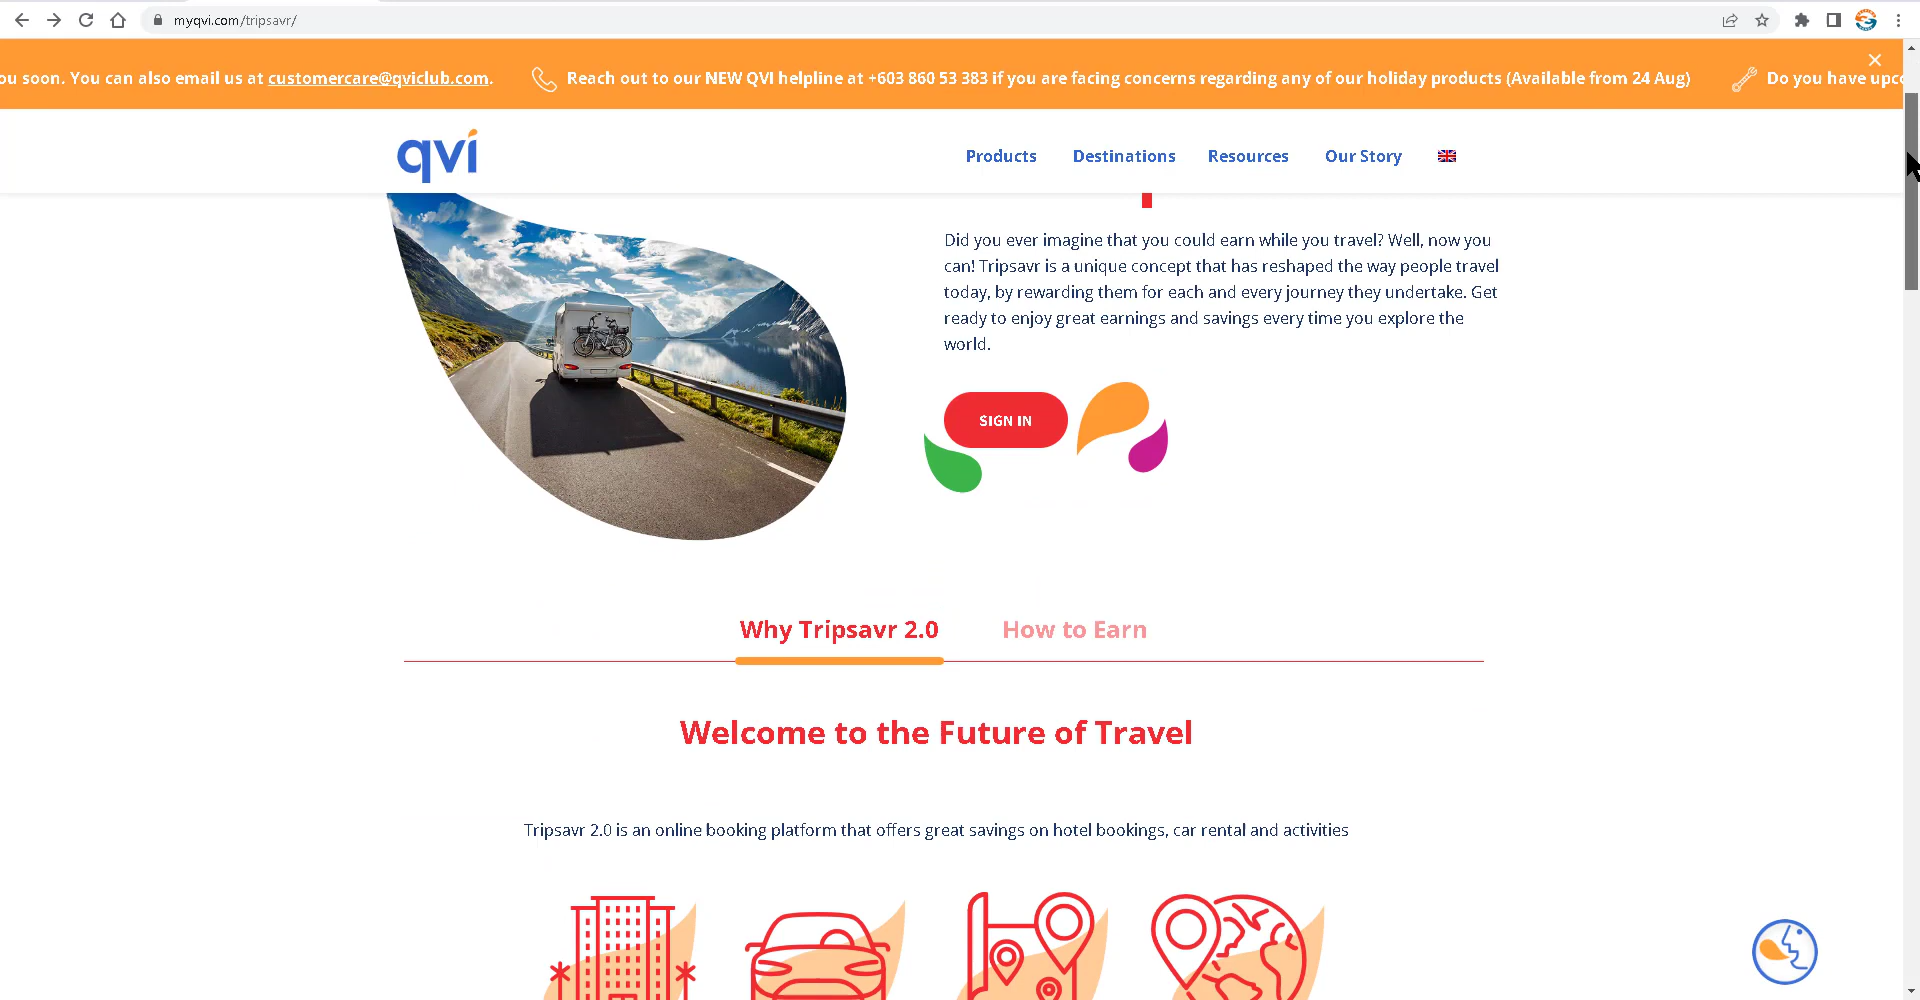 myqvi.com/tripsavr/
ou soon. You can also email us at customercare@qviclub.com. Reach out to our NEW QVI helpline at +603 860 53 383 if you are facing concerns regarding any of our holiday products (Available from 24 Aug) Do you have upco
qvi Products Destinations Resources Our Story
Did you ever imagine that you could earn while you travel? Well, now you
can! Tripsavr is a unique concept that has reshaped the way people travel
today, by rewarding them for each and every journey they undertake. Get
ready to enjoy great earnings and savings every time you explore the
world.
SIGN IN
Why Tripsavr 2.0 How to Earn
Welcome to the Future of Travel
Tripsavr 2.0 is an online booking platform that offers great savings on hotel bookings, car rental and activities